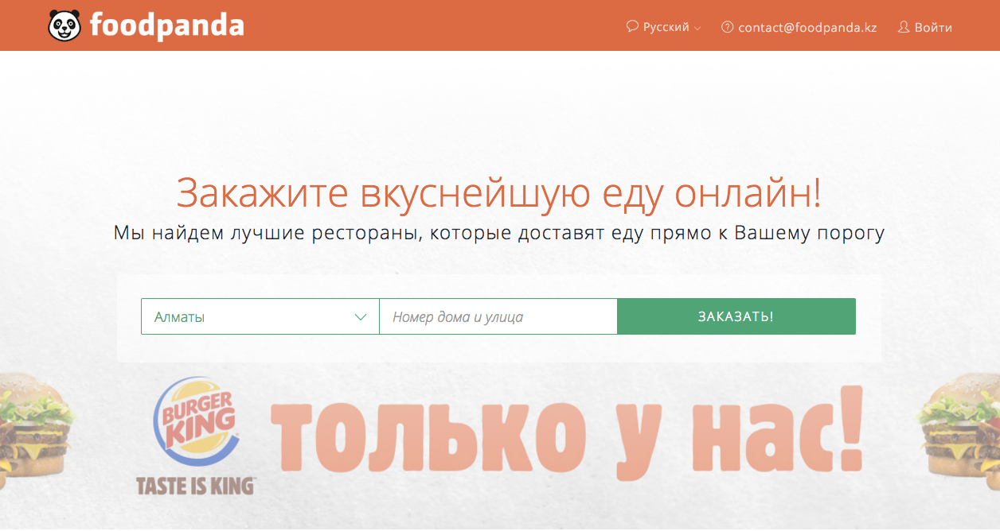 foodpanda
Русский
contact@foodpanda.kz
Войти
Закажите вкуснейшую еду онлайн!
Мы найдем лучшие рестораны, которые доставят еду прямо к Вашему порогу
Алматы
Номер дома и улица
ЗАКАЗАТЬ!
BURGER
KING
TASTE IS KING
только у нас!